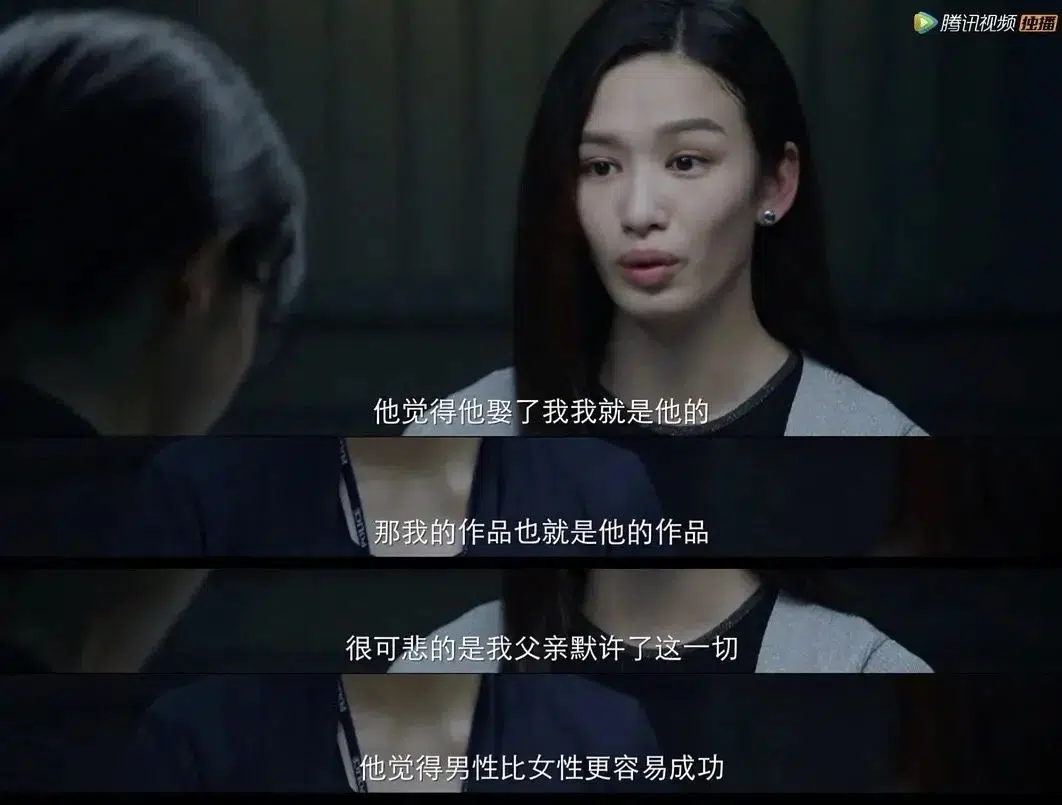 腾讯视频 独播
他觉得他娶了我我就是他的
那我的作品也就是他的作品
很可悲的是我父亲默许了这一切
他觉得男性比女性更容易成功